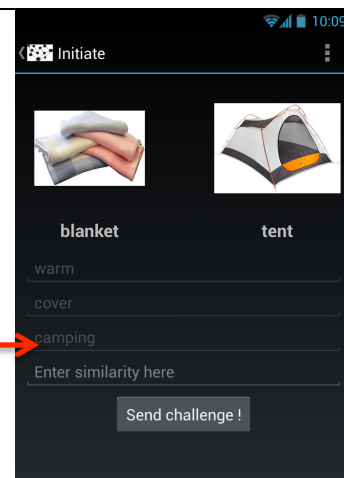 10:09
Initiate
blanket tent
warm
cover
camping
Enter similarity here
Send challenge !